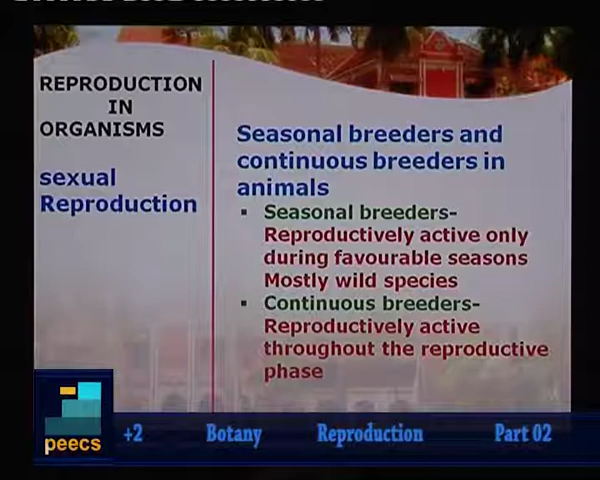 REPRODUCTION
IN
ORGANISMS
sexual
Reproduction
Seasonal breeders and
continuous breeders in
animals
▪ Seasonal breeders-
Reproductively active only
during favourable seasons
Mostly wild species
▪ Continuous breeders-
Reproductively active
throughout the reproductive
phase
peecs
+2 Botany Reproduction Part 02